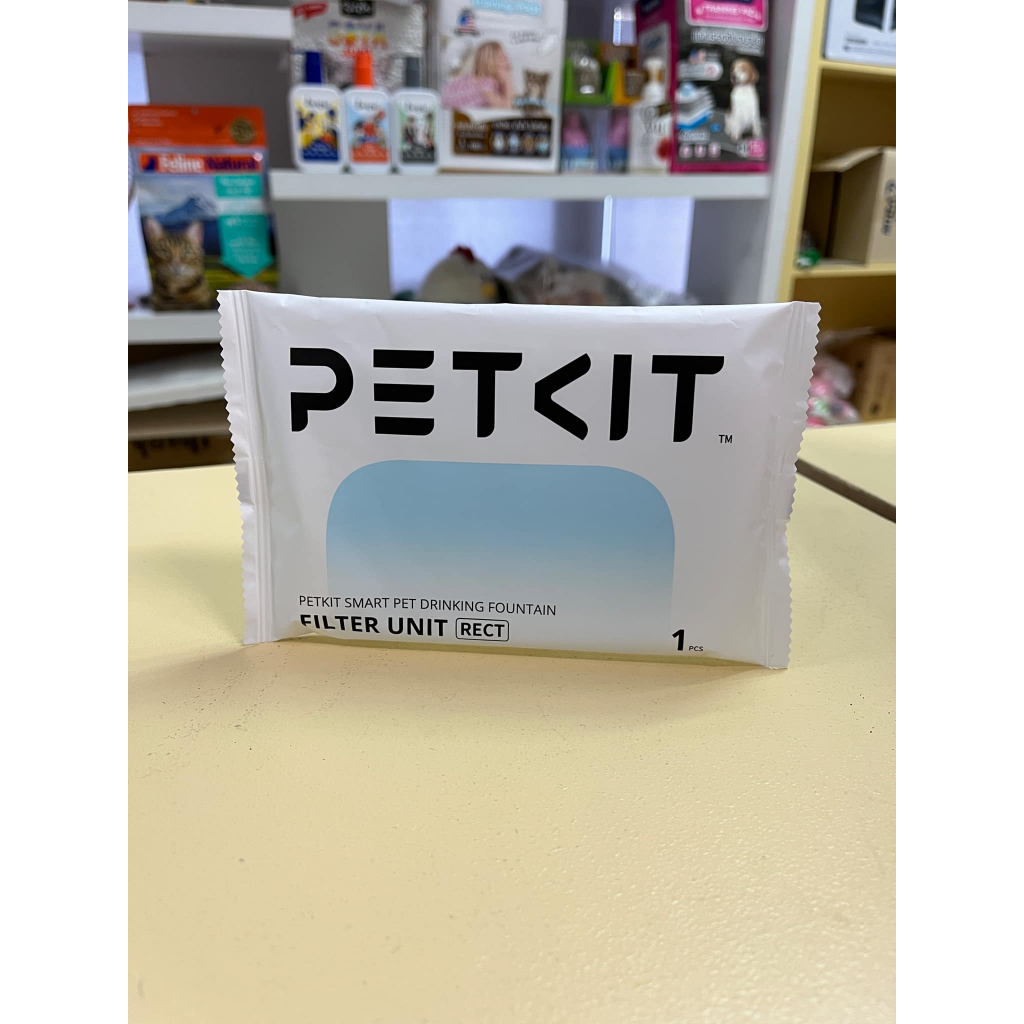 Feline Natural
PETKIT
TM
PETKIT SMART PET DRINKING FOUNTAIN
FILTER UNIT RECT
1 PCS